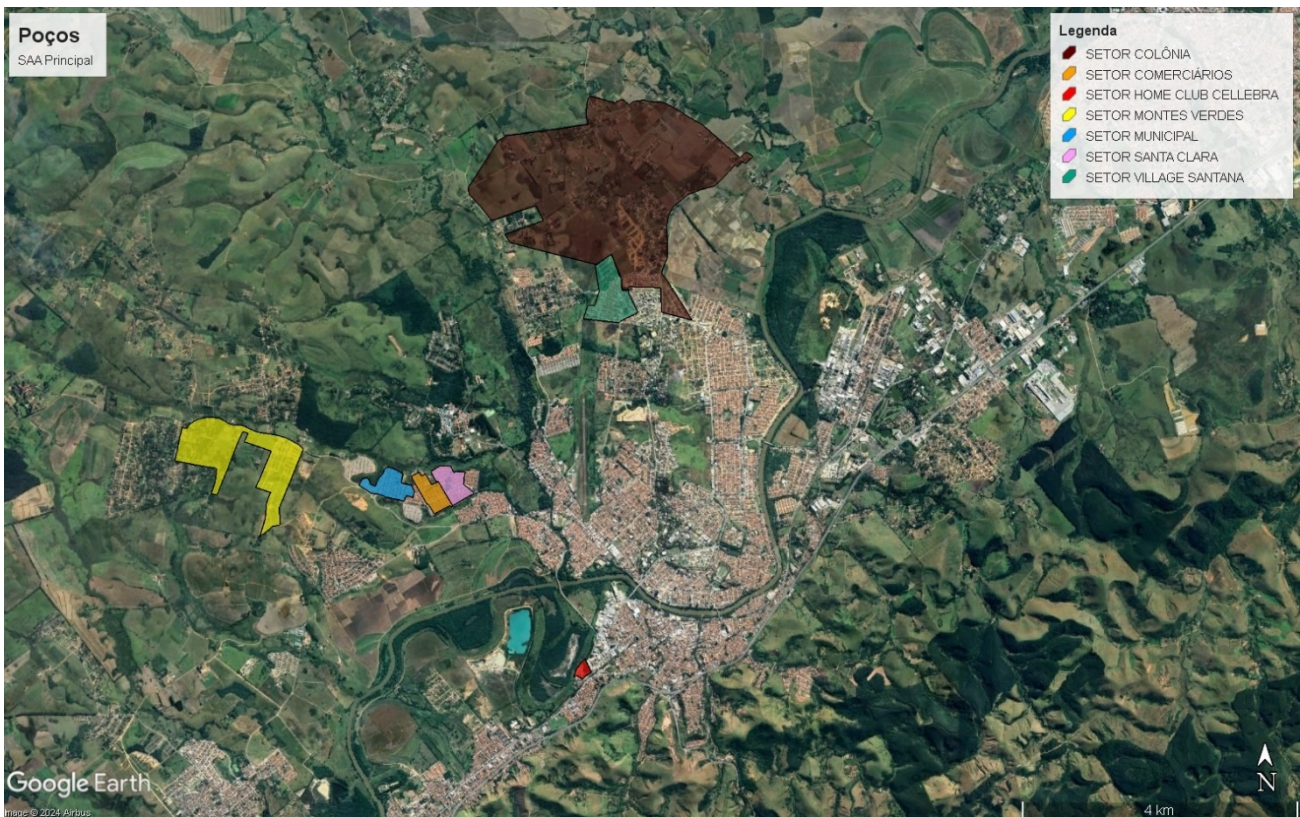 Poços
SAA Principal
Legenda
SETOR COLÔNIA
SETOR COMERCIÁRIOS
SETOR HOME CLUB CELLEBRA
SETOR MONTES VERDES
SETOR MUNICIPAL
SETOR SANTA CLARA
SETOR VILLAGE SANTANA
Google Earth
Image © 2024 Airbus
N
4 km